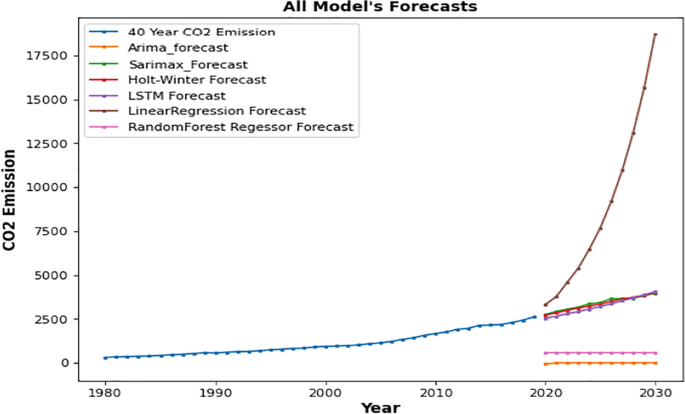 All Model's Forecasts
40 Year CO2 Emission
Arima_forecast
Sarimax_Forecast
Holt-Winter Forecast
LSTM Forecast
LinearRegression Forecast
RandomForest Regessor Forecast
17500
15000
12500
10000
7500
5000
2500
0
CO2 Emission
1980 1990 2000 2010 2020 2030
Year